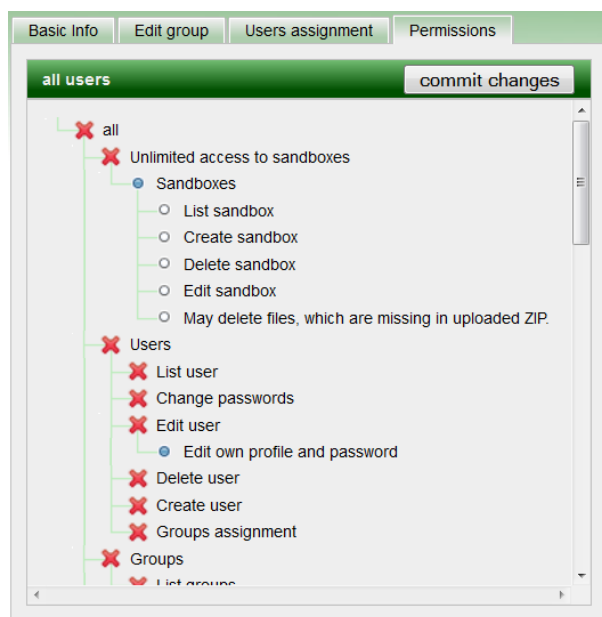 Basic Info Edit group Users assignment Permissions
all users commit changes
all
Unlimited access to sandboxes
Sandboxes
List sandbox
Create sandbox
Delete sandbox
Edit sandbox
May delete files, which are missing in uploaded ZIP.
Users
List user
Change passwords
Edit user
Edit own profile and password
Delete user
Create user
Groups assignment
Groups
List groups